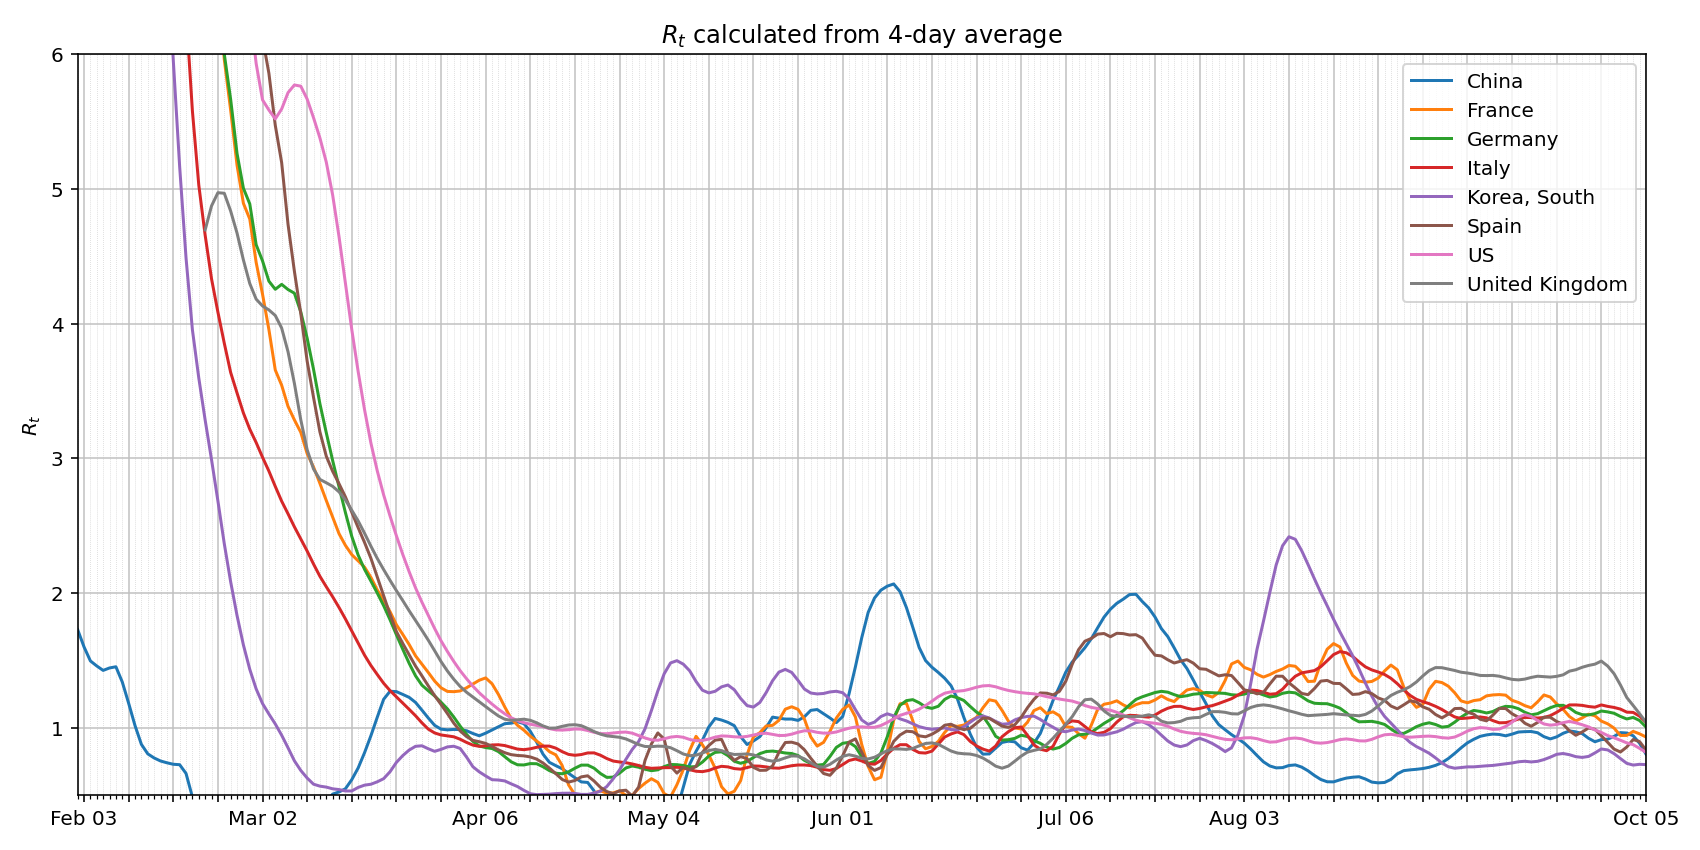 Rt calculated from 4-day average
6
5
4
3
2
1
Rt
China
France
Germany
Italy
Korea, South
Spain
US
United Kingdom
Feb 03 Mar 02 Apr 06 May 04 Jun 01 Jul 06 Aug 03 Oct 05